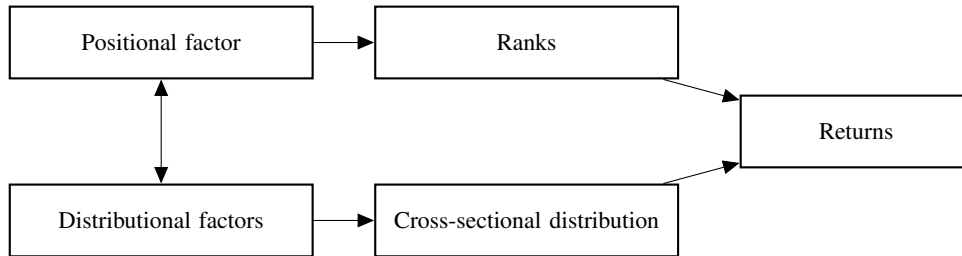 Positional factor
Ranks
Returns
Distributional factors
Cross-sectional distribution